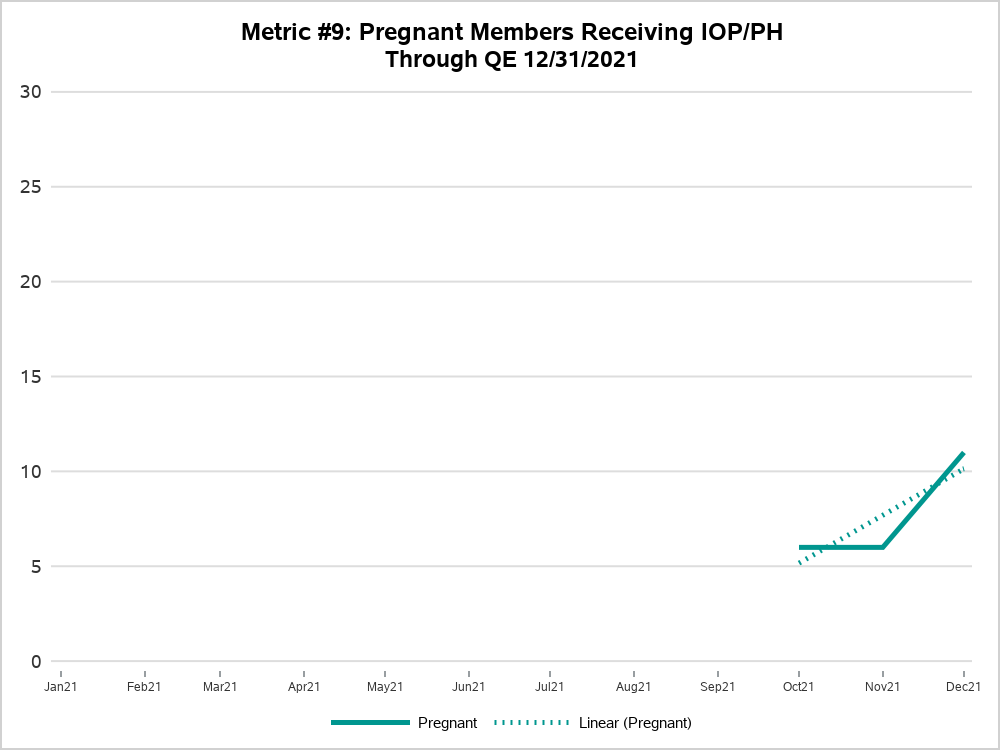 Metric #9: Pregnant Members Receiving IOP/PH
Through QE 12/31/2021
30
25
20
15
10
5
0
Jan21 Feb21 Mar21 Apr21 May21 Jun21 Jul21 Aug21 Sep21 Oct21 Nov21 Dec21
Pregnant Linear (Pregnant)